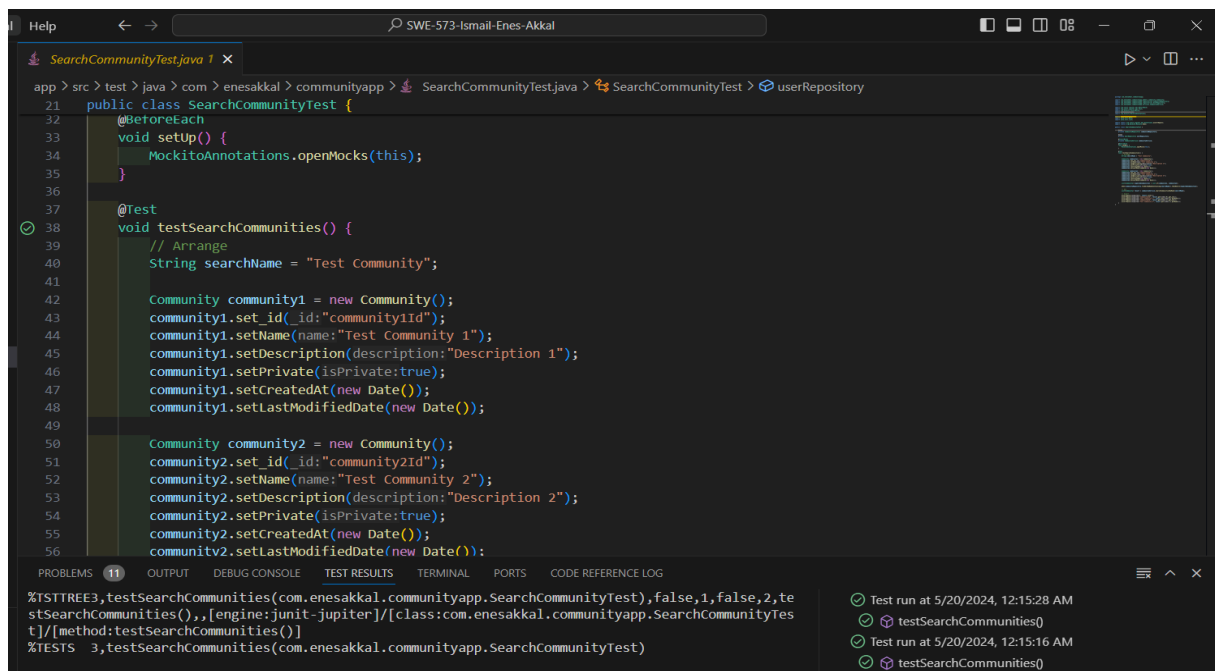 l Help
SWE-573-Ismail-Enes-Akkal
SearchCommunityTest.java 1
app > src > test > java > com > enesakkal > communityapp > SearchCommunityTest.java > SearchCommunityTest > userRepository
21 public class SearchCommunityTest {
32 @BeforeEach
33 void setUp() {
34 MockitoAnnotations.openMocks(this);
35 }
36
37 @Test
38 void testSearchCommunities() {
39 // Arrange
40 String searchName = "Test Community";
41
42 Community community1 = new Community();
43 community1.set_id(_id:"community1Id");
44 community1.setName(name:"Test Community 1");
45 community1.setDescription(description:"Description 1");
46 community1.setPrivate(isPrivate:true);
47 community1.setCreatedAt(new Date());
48 community1.setLastModifiedDate(new Date());
49
50 Community community2 = new Community();
51 community2.set_id(_id:"community2Id");
52 community2.setName(name:"Test Community 2");
53 community2.setDescription(description:"Description 2");
54 community2.setPrivate(isPrivate:true);
55 community2.setCreatedAt(new Date());
56 community2.setLastModifiedDate(new Date());
PROBLEMS 11 OUTPUT DEBUG CONSOLE TEST RESULTS TERMINAL PORTS CODE REFERENCE LOG
%TSTTREE3,testSearchCommunities(com.enesakkal.communityapp.SearchCommunityTest),false,1,false,2,te
stSearchCommunities(),,[engine:junit-jupiter]/[class:com.enesakkal.communityapp.SearchCommunityTes
t]/[method:testSearchCommunities()]
%TESTS 3,testSearchCommunities(com.enesakkal.communityapp.SearchCommunityTest)
Test run at 5/20/2024, 12:15:28 AM
testSearchCommunities()
Test run at 5/20/2024, 12:15:16 AM
testSearchCommunities()